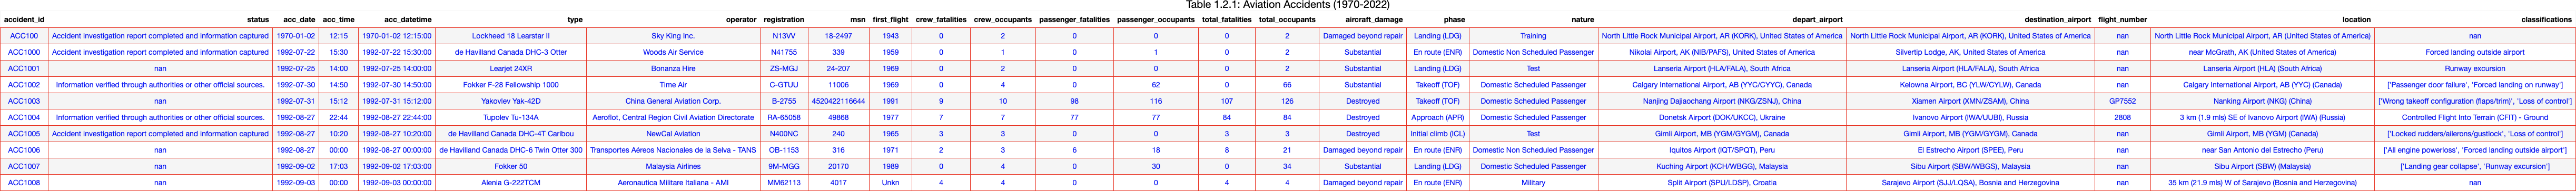 Table 1.2.1: Aviation Accidents (1970-2022)
accident_id status acc_date acc_time acc_datetime type operator registration msn first_flight crew_fatalities crew_occupants passenger_fatalities passenger_occupants total_fatalities total_occupants aircraft_damage phase nature depart_airport destination_airport flight_number location classifications
ACC100 Accident investigation report completed and information captured 1970-01-02 12:15 1970-01-02 12:15:00 Lockheed 18 Learstar II Sky King Inc. N13VV 18-2497 1943 0 2 0 0 0 2 Damaged beyond repair Landing (LDG) Training North Little Rock Municipal Airport, AR (KORK), United States of America North Little Rock Municipal Airport, AR (KORK), United States of America nan North Little Rock Municipal Airport, AR (United States of America) nan
ACC1000 Accident investigation report completed and information captured 1992-07-22 15:30 1992-07-22 15:30:00 de Havilland Canada DHC-3 Otter Woods Air Service N41755 339 1959 0 1 0 1 0 2 Substantial En route (ENR) Domestic Non Scheduled Passenger Nikolai Airport, AK (NIB/PAFS), United States of America Silvertip Lodge, AK, United States of America nan near McGrath, AK (United States of America) Forced landing outside airport
ACC1001 nan 1992-07-25 14:00 1992-07-25 14:00:00 Learjet 24XR Bonanza Hire ZS-MGJ 24-207 1969 0 2 0 0 0 2 Substantial Landing (LDG) Test Lanseria Airport (HLA/FALA), South Africa Lanseria Airport (HLA/FALA), South Africa nan Lanseria Airport (HLA) (South Africa) Runway excursion
ACC1002 Information verified through authorities or other official sources. 1992-07-30 14:50 1992-07-30 14:50:00 Fokker F-28 Fellowship 1000 Time Air C-GTUU 11006 1969 0 4 0 62 0 66 Substantial Takeoff (TOF) Domestic Scheduled Passenger Calgary International Airport, AB (YYC/CYYC), Canada Kelowna Airport, BC (YLW/CYLW), Canada nan Calgary International Airport, AB (YYC) (Canada) ['Passenger door failure', 'Forced landing on runway']
ACC1003 nan 1992-07-31 15:12 1992-07-31 15:12:00 Yakovlev Yak-42D China General Aviation Corp. B-2755 4520422116644 1991 9 10 98 116 107 126 Destroyed Takeoff (TOF) Domestic Scheduled Passenger Nanjing Dajiaochang Airport (NKG/ZSNJ), China Xiamen Airport (XMN/ZSAM), China GP7552 Nanking Airport (NKG) (China) ['Wrong takeoff configuration (flaps/trim)', 'Loss of control']
ACC1004 Information verified through authorities or other official sources. 1992-08-27 22:44 1992-08-27 22:44:00 Tupolev Tu-134A Aeroflot, Central Region Civil Aviation Directorate RA-65058 49868 1977 7 7 77 77 84 84 Destroyed Approach (APR) Domestic Scheduled Passenger Donetsk Airport (DOK/UKCC), Ukraine Ivanovo Airport (IWA/UUBI), Russia 2808 3 km (1.9 mls) SE of Ivanovo Airport (IWA) (Russia) Controlled Flight Into Terrain (CFIT) - Ground
ACC1005 Accident investigation report completed and information captured 1992-08-27 10:20 1992-08-27 10:20:00 de Havilland Canada DHC-4T Caribou NewCal Aviation N400NC 240 1965 3 3 0 0 3 3 Destroyed Initial climb (ICL) Test Gimli Airport, MB (YGM/GYGM), Canada Gimli Airport, MB (YGM/GYGM), Canada nan Gimli Airport, MB (YGM) (Canada) ['Locked rudders/ailerons/gustlock', 'Loss of control']
ACC1006 nan 1992-08-27 00:00 1992-08-27 00:00:00 de Havilland Canada DHC-6 Twin Otter 300 Transportes Aéreos Nacionales de la Selva - TANS OB-1153 316 1971 2 3 6 18 8 21 Damaged beyond repair En route (ENR) Domestic Non Scheduled Passenger Iquitos Airport (IQT/SPQT), Peru El Estrecho Airport (SPEE), Peru nan near San Antonio del Estrecho (Peru) ['All engine powerloss', 'Forced landing outside airport']
ACC1007 nan 1992-09-02 17:03 1992-09-02 17:03:00 Fokker 50 Malaysia Airlines 9M-MGG 20170 1989 0 4 0 30 0 34 Substantial Landing (LDG) Domestic Scheduled Passenger Kuching Airport (KCH/WBGG), Malaysia Sibu Airport (SBW/WBGS), Malaysia nan Sibu Airport (SBW) (Malaysia) ['Landing gear collapse', 'Runway excursion']
ACC1008 nan 1992-09-03 00:00 1992-09-03 00:00:00 Alenia G-222TCM Aeronautica Militare Italiana - AMI MM62113 4017 Unkn 4 4 0 0 4 4 Damaged beyond repair En route (ENR) Military Split Airport (SPU/LDSP), Croatia Sarajevo Airport (SJJ/LQSA), Bosnia and Herzegovina nan 35 km (21.9 mls) W of Sarajevo (Bosnia and Herzegovina) nan